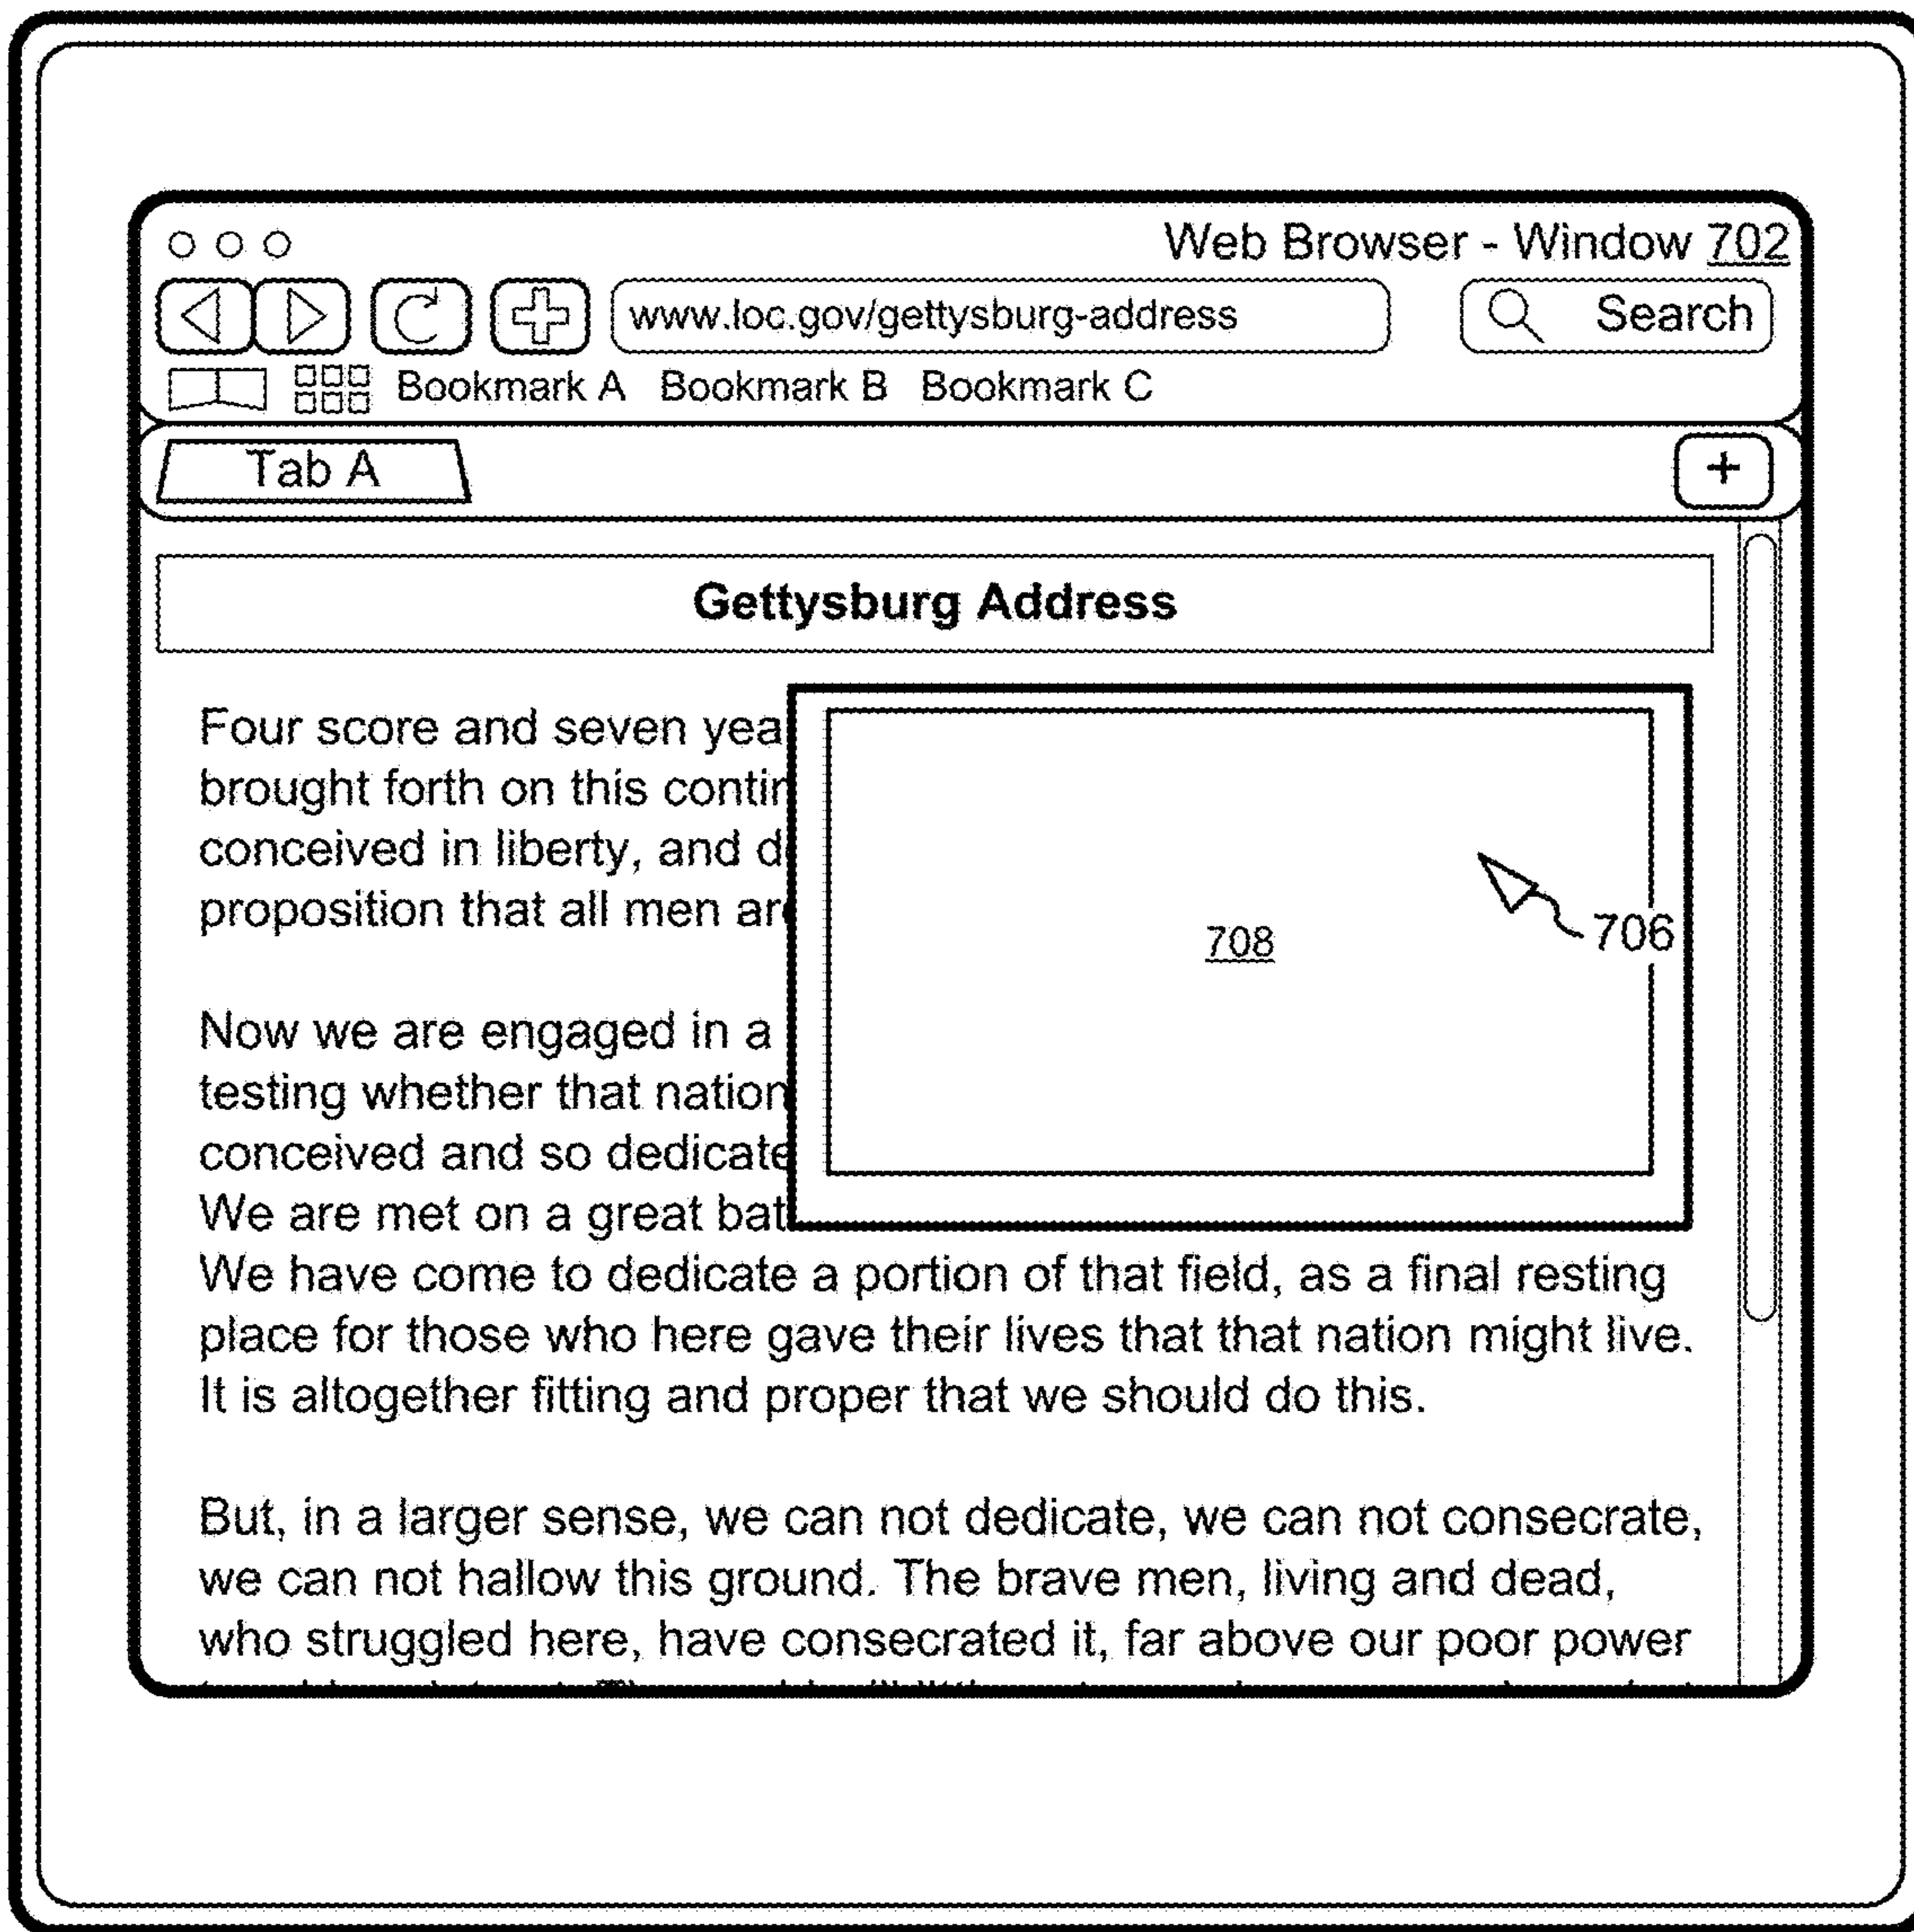 Web Browser - Window 702
www.loc.gov/gettysburg-address Search
Bookmark A Bookmark B Bookmark C
Tab A +
Gettysburg Address
Four score and seven yea
brought forth on this contin
conceived in liberty, and d
proposition that all men are
706
708
Now we are engaged in a
testing whether that nation
conceived and so dedicate
We are met on a great bat
We have come to dedicate a portion of that field, as a final resting
place for those who here gave their lives that that nation might live.
It is altogether fitting and proper that we should do this.
But, in a larger sense, we can not dedicate, we can not consecrate,
we can not hallow this ground. The brave men, living and dead,
who struggled here, have consecrated it, far above our poor power